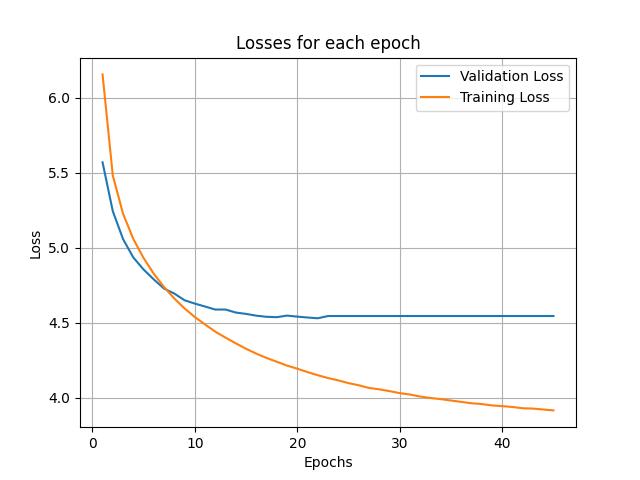 Losses for each epoch
Validation Loss
Training Loss
6.0
5.5
5.0
4.5
4.0
Loss
0 10 20 30 40
Epochs